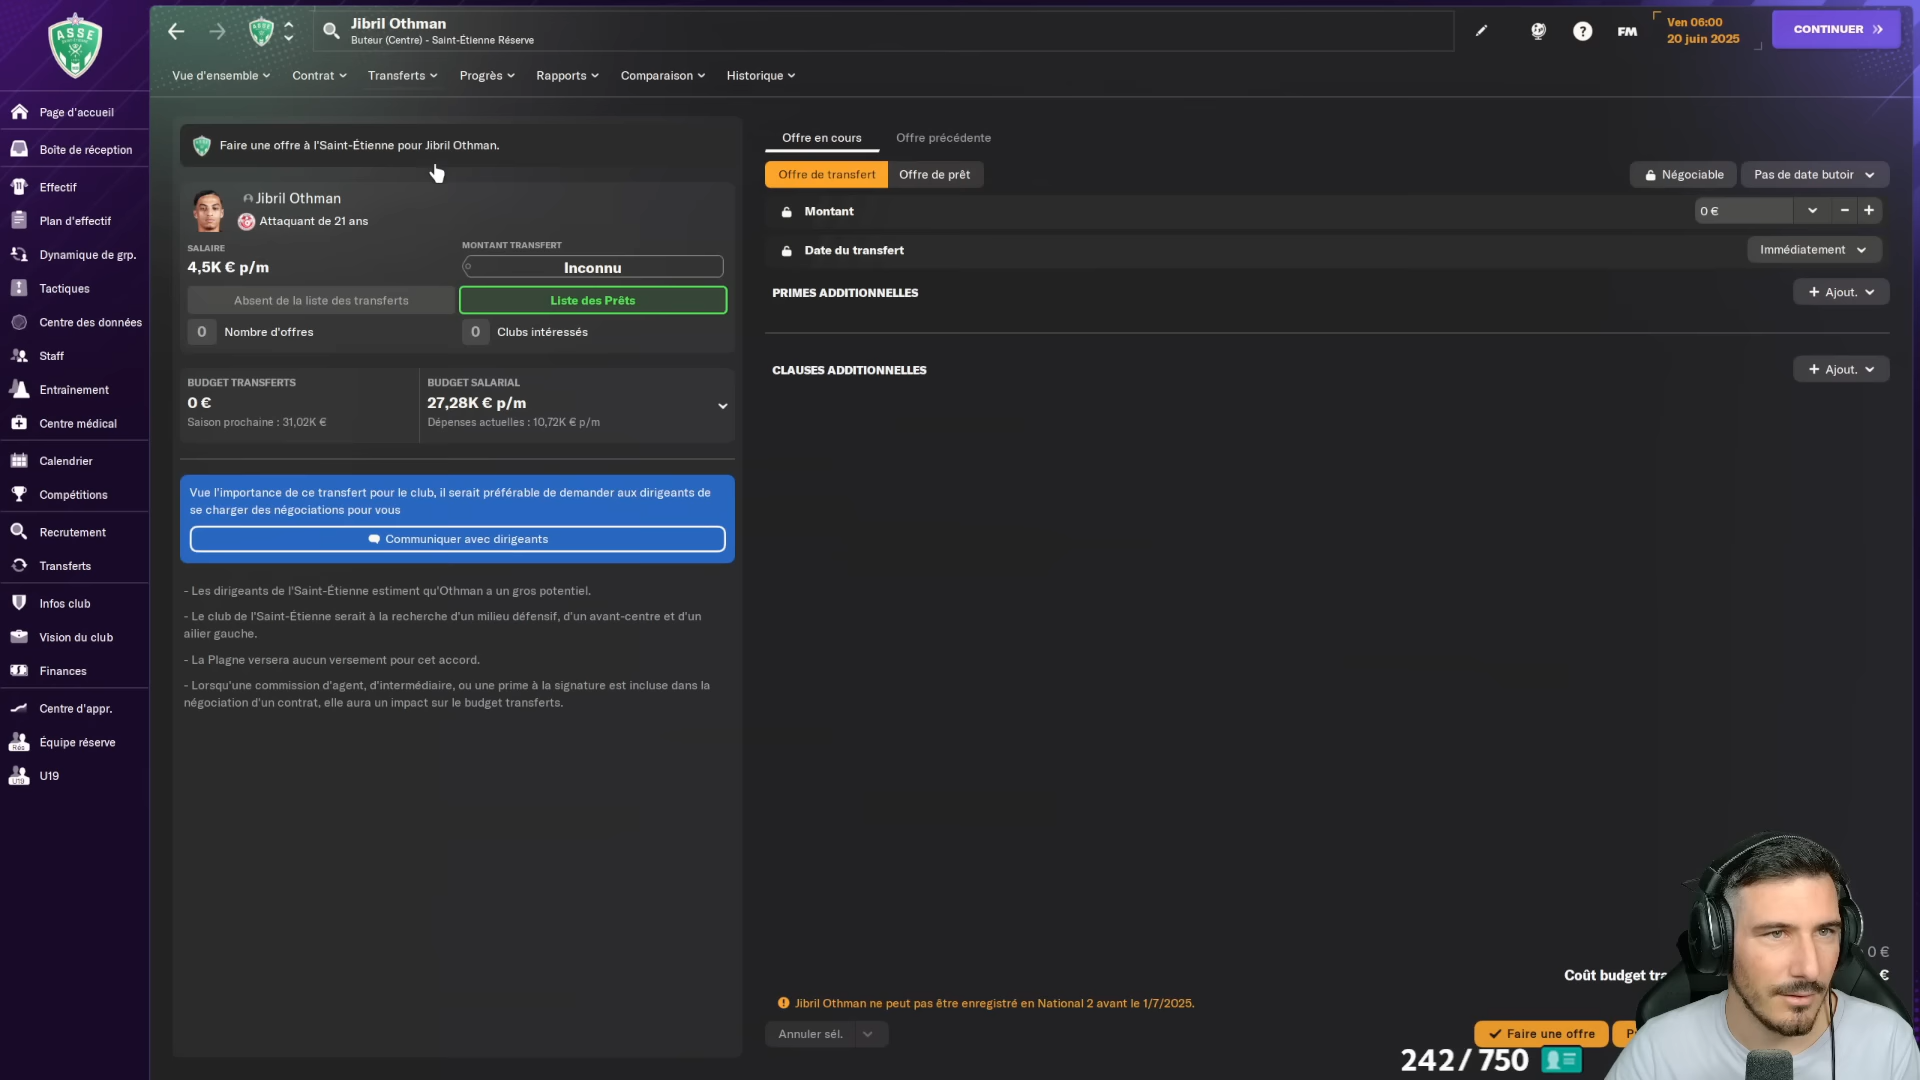 ASSE
Jibril Othman
Buteur (Centre) - Saint-Étienne Réserve
FM
Ven 06:00
20 juin 2025
CONTINUER
Vue d'ensemble
Contrat
Transferts
Progrès
Rapports
Comparaison
Historique
Page d'accueil
Boîte de réception
Effectif
Plan d'effectif
Dynamique de grp.
Tactiques
Centre des données
Staff
Entraînement
Centre médical
Calendrier
Compétitions
Recrutement
Transferts
Infos club
Vision du club
Finances
Centre d'appr.
Équipe réserve
U19
Faire une offre à l'Saint-Étienne pour Jibril Othman.
Jibril Othman
Attaquant de 21 ans
SALAIRE
4,5K € p/m
MONTANT TRANSFERT
Inconnu
Absent de la liste des transferts
Liste des Prêts
0 Nombre d'offres
0 Clubs intéressés
BUDGET TRANSFERTS
0 €
Saison prochaine : 31,02K €
BUDGET SALARIAL
27,28K € p/m
Dépenses actuelles : 10,72K € p/m
Vue l'importance de ce transfert pour le club, il serait préférable de demander aux dirigeants de
se charger des négociations pour vous
Communiquer avec dirigeants
- Les dirigeants de l'Saint-Étienne estiment qu'Othman a un gros potentiel.
- Le club de l'Saint-Étienne serait à la recherche d'un milieu défensif, d'un avant-centre et d'un
ailier gauche.
- La Plagne versera aucun versement pour cet accord.
- Lorsqu'une commission d'agent, d'intermédiaire, ou une prime à la signature est incluse dans la
négociation d'un contrat, elle aura un impact sur le budget transferts.
Offre en cours
Offre précédente
Offre de transfert
Offre de prêt
Négociable
Pas de date butoir
Montant
0 €
Date du transfert
Immédiatement
PRIMES ADDITIONNELLES
+ Ajout.
CLAUSES ADDITIONNELLES
+ Ajout.
0 €
Coût budget tra
€
Jibril Othman ne peut pas être enregistré en National 2 avant le 1/7/2025.
Annuler sél.
Faire une offre
242/750